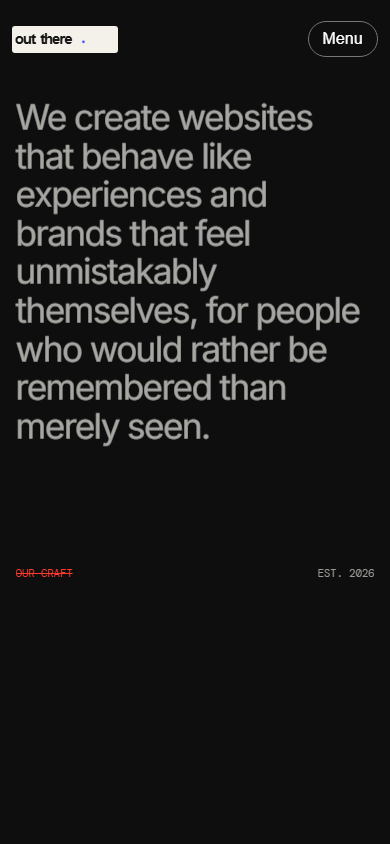 out there .
Menu
We create websites
that behave like
experiences and
brands that feel
unmistakably
themselves, for people
who would rather be
remembered than
merely seen.
OUR CRAFT
EST. 2026